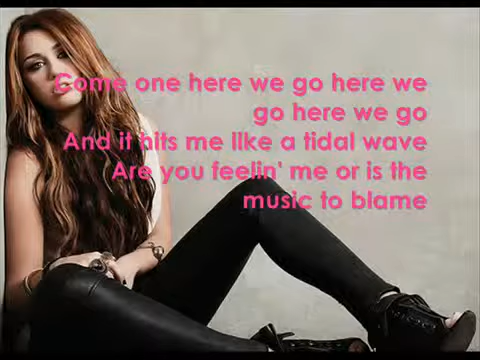 Come one here we go here we
go here we go
And it hits me like a tidal wave
Are you feelin' me or is the
music to blame